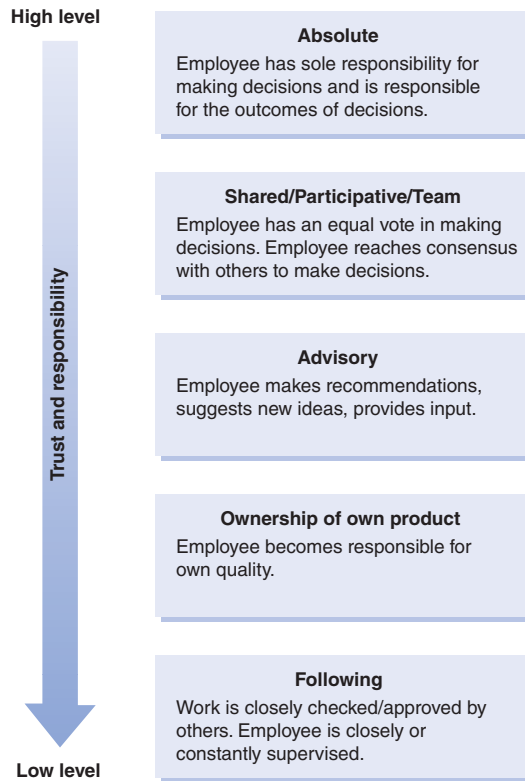 High level
Absolute
Employee has sole responsibility for
making decisions and is responsible
for the outcomes of decisions.
Shared/Participative/Team
Employee has an equal vote in making
decisions. Employee reaches consensus
with others to make decisions.
Trust and responsibility
Advisory
Employee makes recommendations,
suggests new ideas, provides input.
Ownership of own product
Employee becomes responsible for
own quality.
Following
Work is closely checked/approved by
others. Employee is closely or
constantly supervised.
Low level